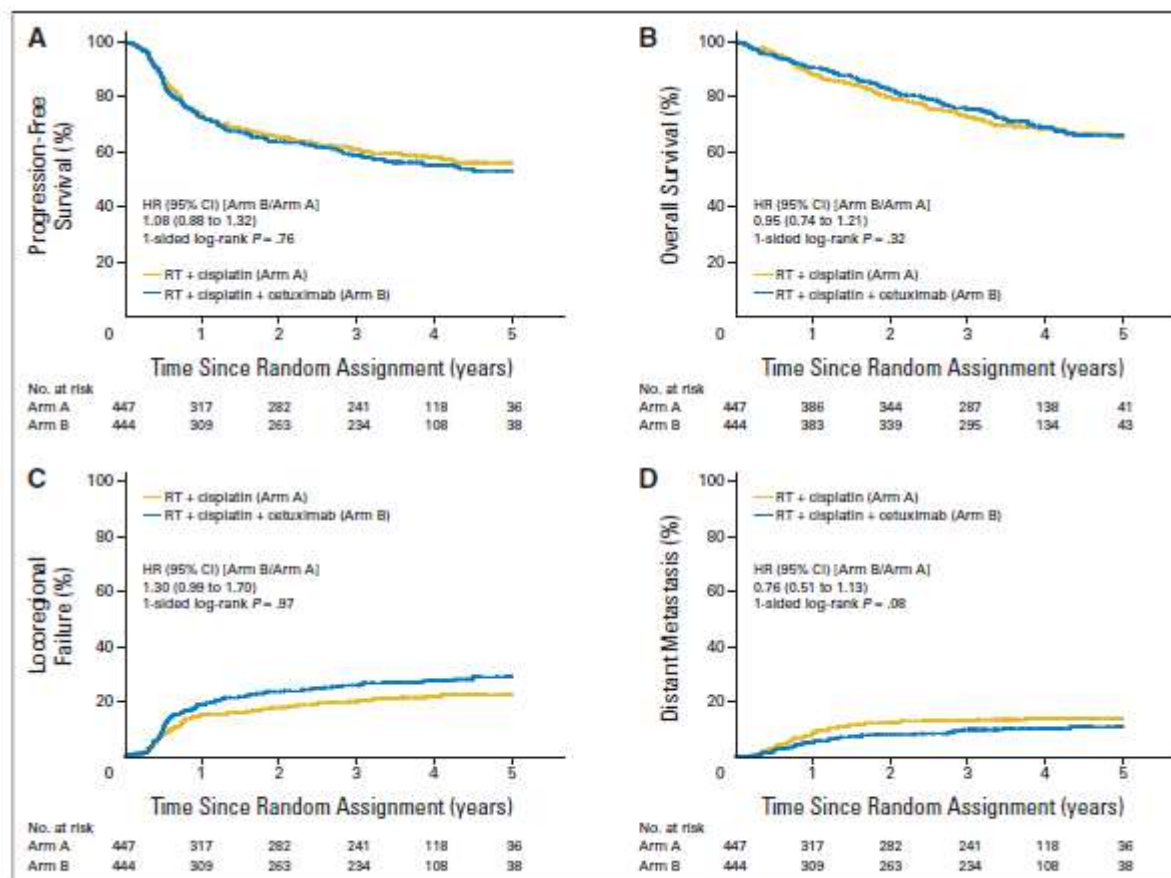 A
100
80
60
40
20
0
1
2
3
4
5
Progression-Free
Survival (%)
HR (95% CI) [Arm B/Arm A]
1.08 (0.88 to 1.32)
1-sided log-rank P = .76
RT + cisplatin (Arm A)
RT + cisplatin + cetuximab (Arm B)
Time Since Random Assignment (years)
No. at risk
Arm A 447 317 282 241 118 36
Arm B 444 309 263 234 108 38
B
100
80
60
40
20
0
1
2
3
4
5
Overall Survival (%)
HR (95% CI) [Arm B/Arm A]
0.95 (0.74 to 1.21)
1-sided log-rank P = .32
RT + cisplatin (Arm A)
RT + cisplatin + cetuximab (Arm B)
Time Since Random Assignment (years)
No. at risk
Arm A 447 386 344 287 138 41
Arm B 444 383 339 295 134 43
C
100
80
60
40
20
0
1
2
3
4
5
Locoregional
Failure (%)
RT + cisplatin (Arm A)
RT + cisplatin + cetuximab (Arm B)
HR (95% CI) [Arm B/Arm A]
1.30 (0.99 to 1.70)
1-sided log-rank P = .97
Time Since Random Assignment (years)
No. at risk
Arm A 447 317 282 241 118 36
Arm B 444 309 263 234 108 38
D
100
80
60
40
20
0
1
2
3
4
5
Distant Metastasis (%)
RT + cisplatin (Arm A)
RT + cisplatin + cetuximab (Arm B)
HR (95% CI) [Arm B/Arm A]
0.76 (0.51 to 1.13)
1-sided log-rank P = .08
Time Since Random Assignment (years)
No. at risk
Arm A 447 317 282 241 118 36
Arm B 444 309 263 234 108 38